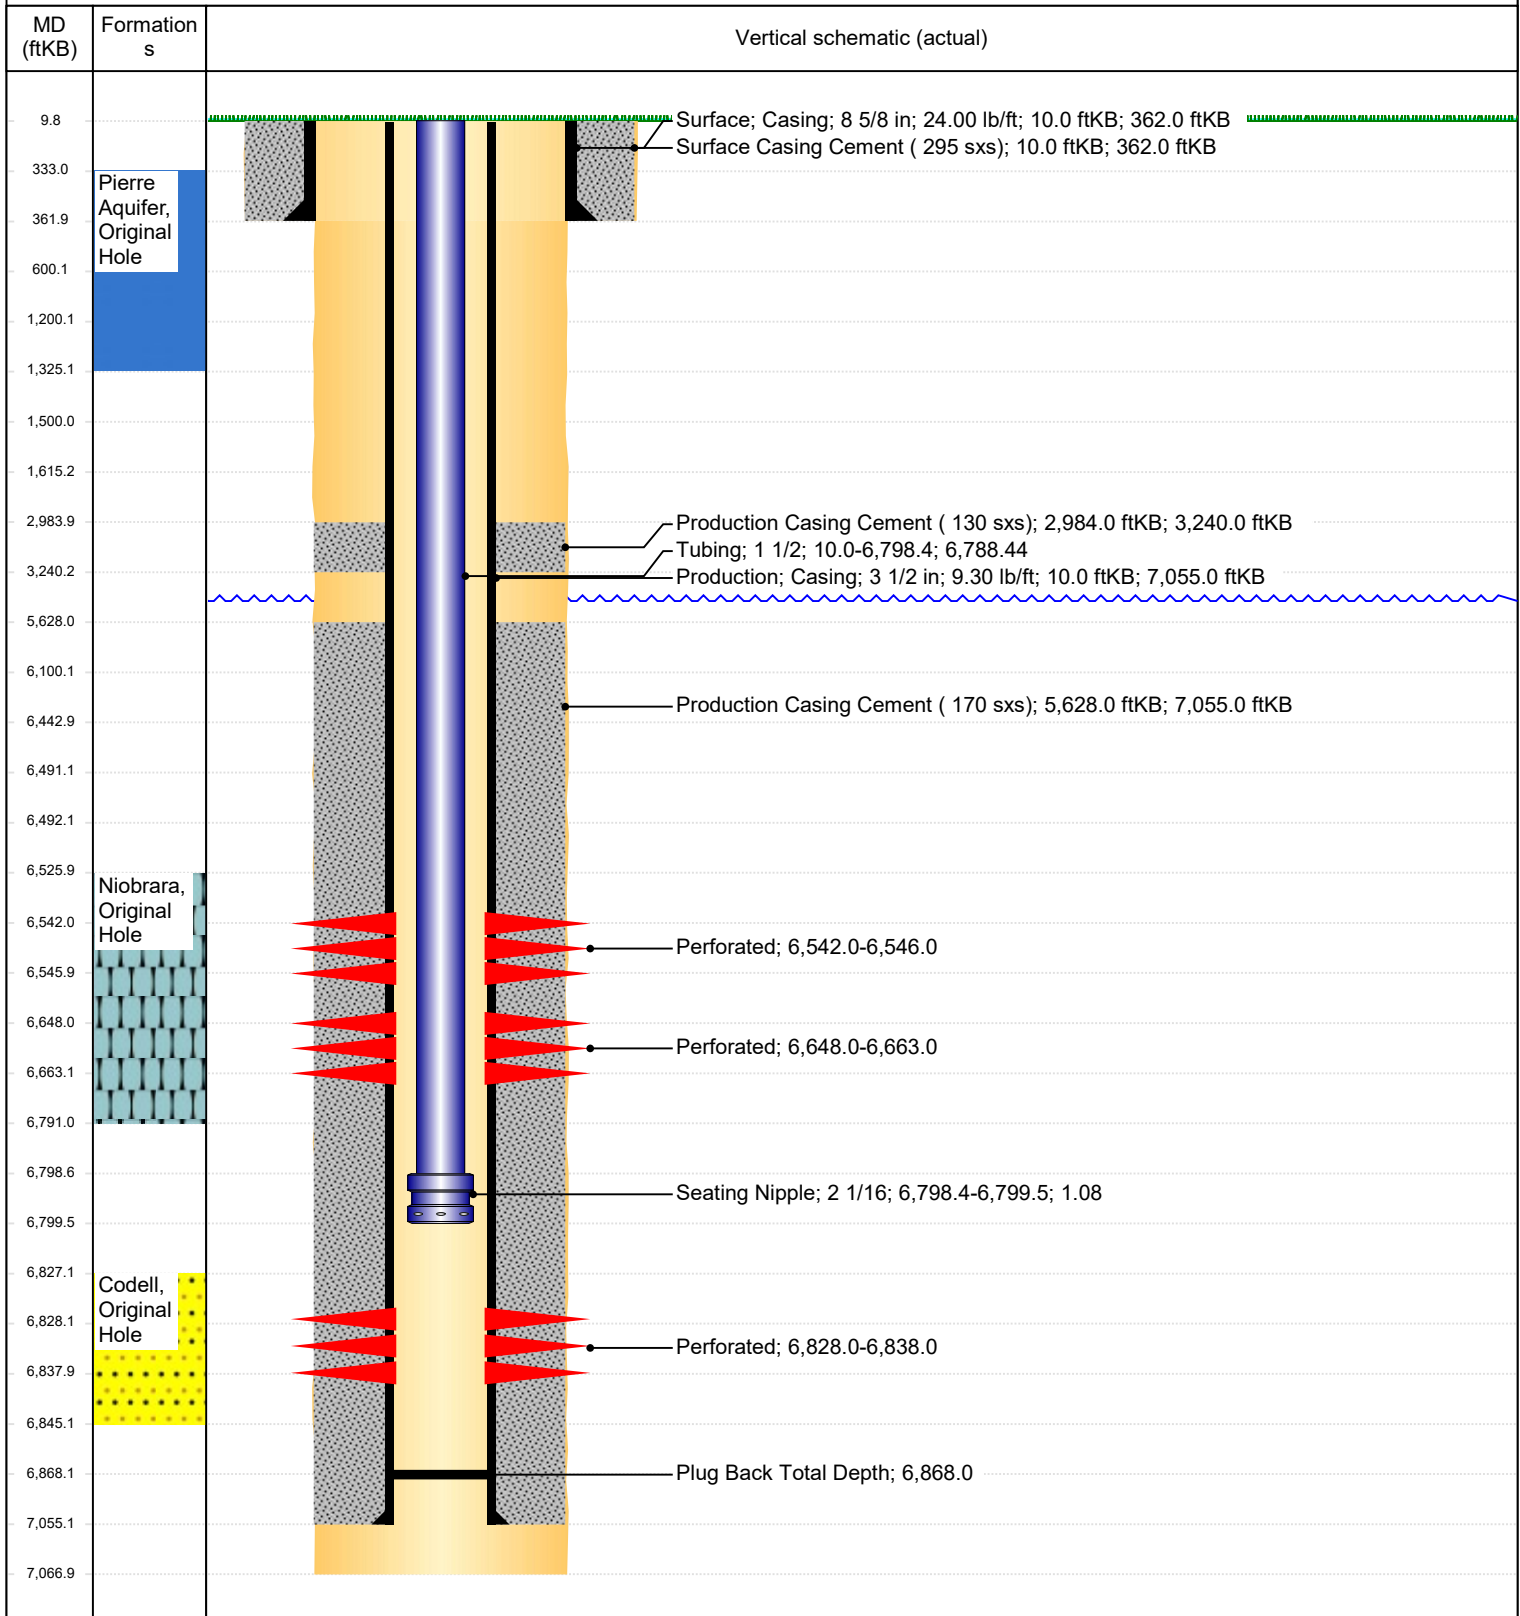 MD
(ftKB)
Formation
s
Vertical schematic (actual)
9.8
333.0
361.9
600.1
1,200.1
1,325.1
1,500.0
1,615.2
2,983.9
3,240.2
5,628.0
6,100.1
6,442.9
6,491.1
6,492.1
6,525.9
6,542.0
6,545.9
6,648.0
6,663.1
6,791.0
6,798.6
6,799.5
6,827.1
6,828.1
6,837.9
6,845.1
6,868.1
7,055.1
7,066.9
Pierre
Aquifer,
Original
Hole
Niobrara,
Original
Hole
Codell,
Original
Hole
Surface; Casing; 8 5/8 in; 24.00 lb/ft; 10.0 ftKB; 362.0 ftKB
Surface Casing Cement ( 295 sxs); 10.0 ftKB; 362.0 ftKB
Production Casing Cement ( 130 sxs); 2,984.0 ftKB; 3,240.0 ftKB
Tubing; 1 1/2; 10.0-6,798.4; 6,788.44
Production; Casing; 3 1/2 in; 9.30 lb/ft; 10.0 ftKB; 7,055.0 ftKB
Production Casing Cement ( 170 sxs); 5,628.0 ftKB; 7,055.0 ftKB
Perforated; 6,542.0-6,546.0
Perforated; 6,648.0-6,663.0
Seating Nipple; 2 1/16; 6,798.4-6,799.5; 1.08
Perforated; 6,828.0-6,838.0
Plug Back Total Depth; 6,868.0